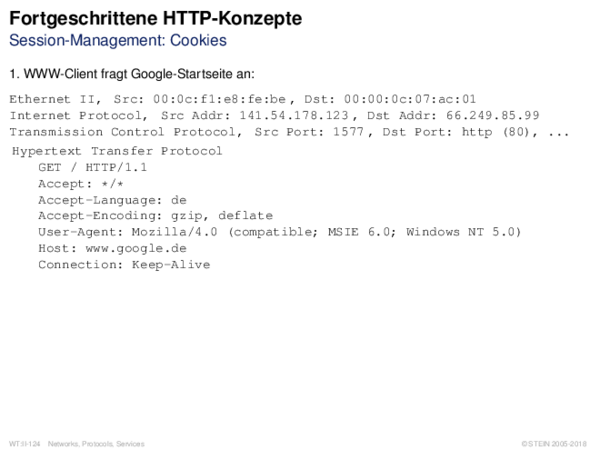 Fortgeschrittene HTTP-Konzepte
Session-Management: Cookies
1. WWW-Client fragt Google-Startseite an:
Ethernet II, Src: 00:0c:f1:e8:fe:be, Dst: 00:00:0c:07:ac:01
Internet Protocol, Src Addr: 141.54.178.123, Dst Addr: 66.249.85.99
Transmission Control Protocol, Src Port: 1577, Dst Port: http (80), ...
Hypertext Transfer Protocol
GET / HTTP/1.1
Accept: */*
Accept-Language: de
Accept-Encoding: gzip, deflate
User-Agent: Mozilla/4.0 (compatible; MSIE 6.0; Windows NT 5.0)
Host: www.google.de
Connection: Keep-Alive
WT:II-124 Networks, Protocols, Services
© STEIN 2005-2018